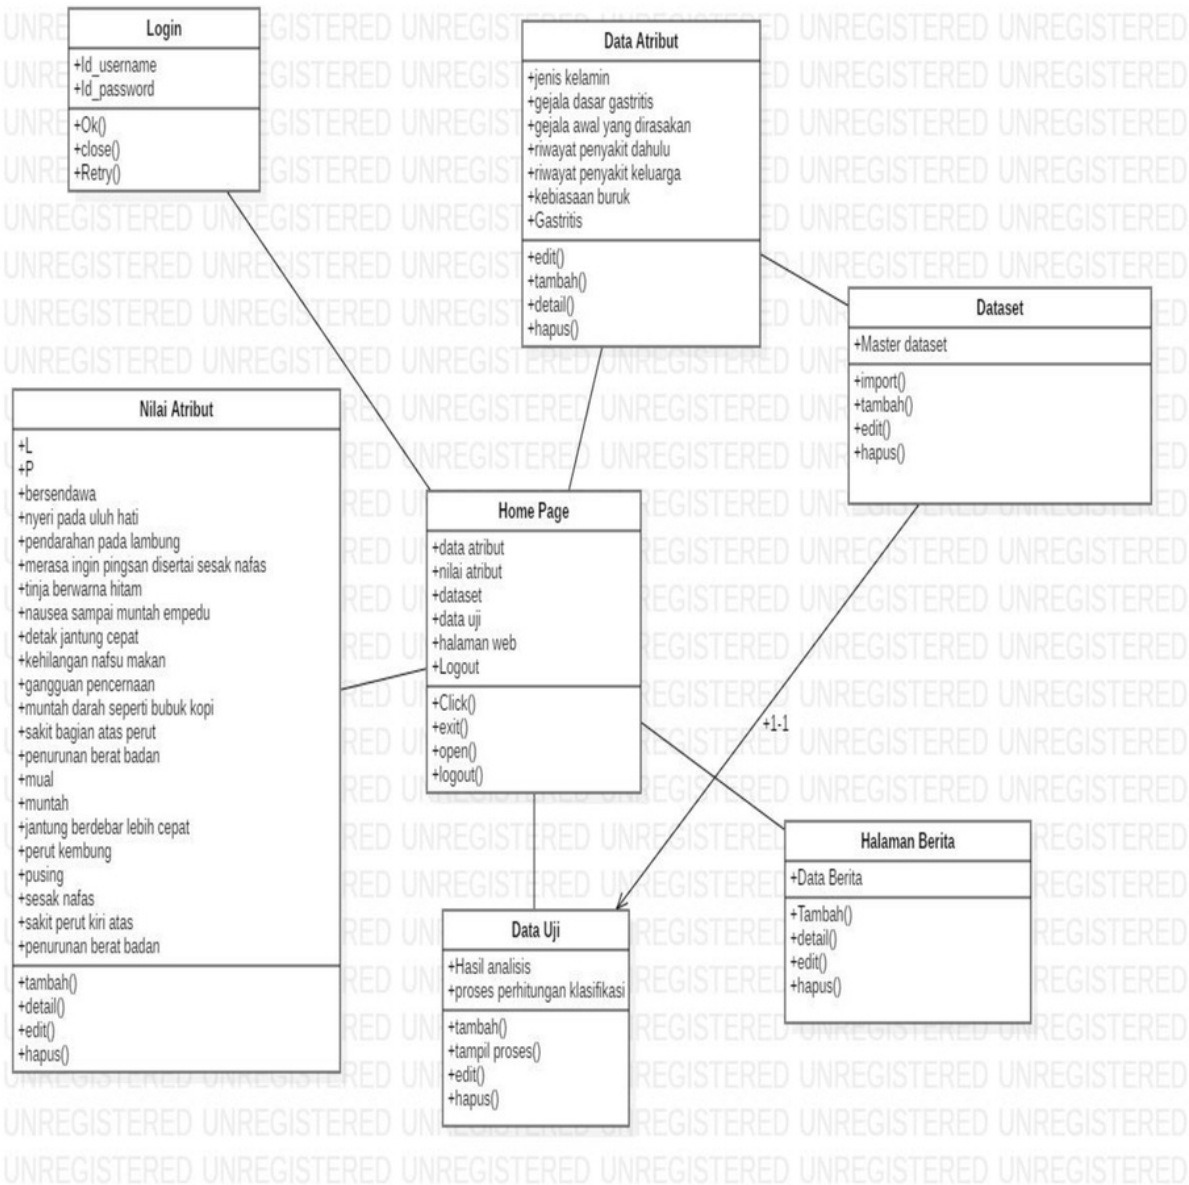 Login
+Id_username
+Id_password
+Ok()
+close()
+Retry()
Data Atribut
+jenis kelamin
+gejala dasar gastritis
+gejala awal yang dirasakan
+riwayat penyakit dahulu
+riwayat penyakit keluarga
+kebiasaan buruk
+Gastritis
+edit()
+tambah()
+detail()
+hapus()
Dataset
+Master dataset
+import()
+tambah()
+edit()
+hapus()
Nilai Atribut
+L
+P
+bersendawa
+nyeri pada uluh hati
+pendarahan pada lambung
+merasa ingin pingsan disertai sesak nafas
+tinja berwarna hitam
+nausea sampai muntah empedu
+detak jantung cepat
+kehilangan nafsu makan
+gangguan pencernaan
+muntah darah seperti bubuk kopi
+sakit bagian atas perut
+penurunan berat badan
+mual
+muntah
+jantung berdebar lebih cepat
+perut kembung
+pusing
+sesak nafas
+sakit perut kiri atas
+penurunan berat badan
+tambah()
+detail()
+edit()
+hapus()
Home Page
+data atribut
+nilai atribut
+dataset
+data uji
+halaman web
+Logout
+Click()
+exit()
+open()
+logout()
+1-1
Halaman Berita
+Data Berita
+Tambah()
+detail()
+edit()
+hapus()
Data Uji
+Hasil analisis
+proses perhitungan klasifikasi
+tambah()
+tampil proses()
+edit()
+hapus()
UNREGISTERED UNREGISTERED UNREGISTERED UNREGISTERED UNREGISTERED UNREGISTERED